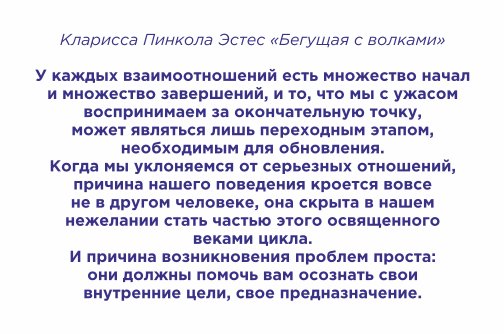 Кларисса Пинкола Эстес «Бегущая с волками»
У каждых взаимоотношений есть множество начал
и множество завершений, и то, что мы с ужасом
воспринимаем за окончательную точку,
может являться лишь переходным этапом,
необходимым для обновления.
Когда мы уклоняемся от серьезных отношений,
причина нашего поведения кроется вовсе
не в другом человеке, она скрыта в нашем
нежелании стать частью этого освященного
веками цикла.
И причина возникновения проблем проста:
они должны помочь вам осознать свои
внутренние цели, свое предназначение.